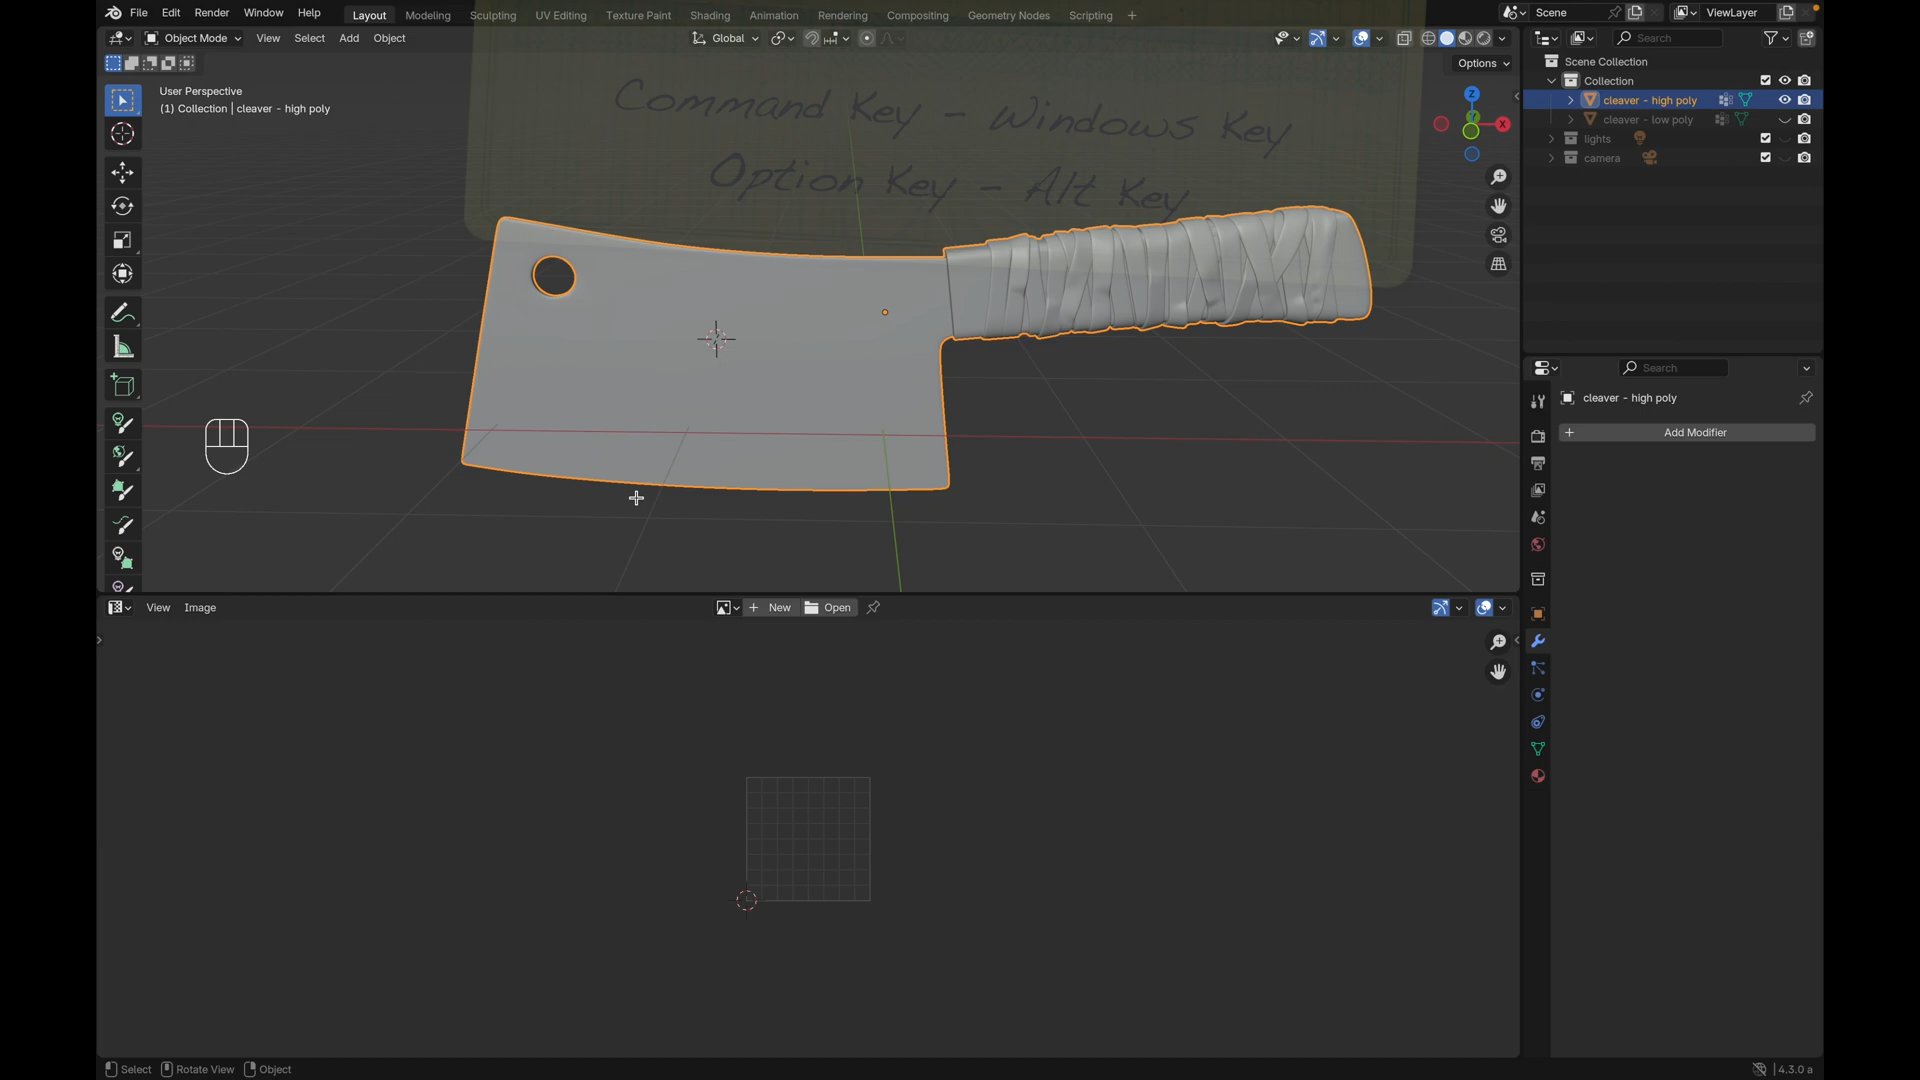 File Edit Render Window Help Layout Modeling Sculpting UV Editing Texture Paint Shading Animation Rendering Compositing Geometry Nodes Scripting + Scene ViewLayer
Object Mode View Select Add Object Global Search
Options
User Perspective
(1) Collection | cleaver - high poly
Command Key - Windows Key
Option Key - Alt Key
Z
X
Scene Collection
Collection
cleaver - high poly
cleaver - low poly
lights
camera
Search
cleaver - high poly
+ Add Modifier
View Image + New Open
Select Rotate View Object 4.3.0 a